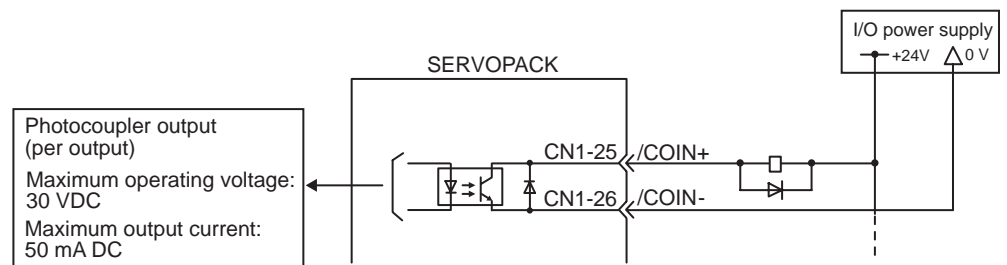 I/O power supply
+24V
0 V
SERVOPACK
Photocoupler output
(per output)
Maximum operating voltage:
30 VDC
Maximum output current:
50 mA DC
CN1-25
/COIN+
CN1-26
/COIN-